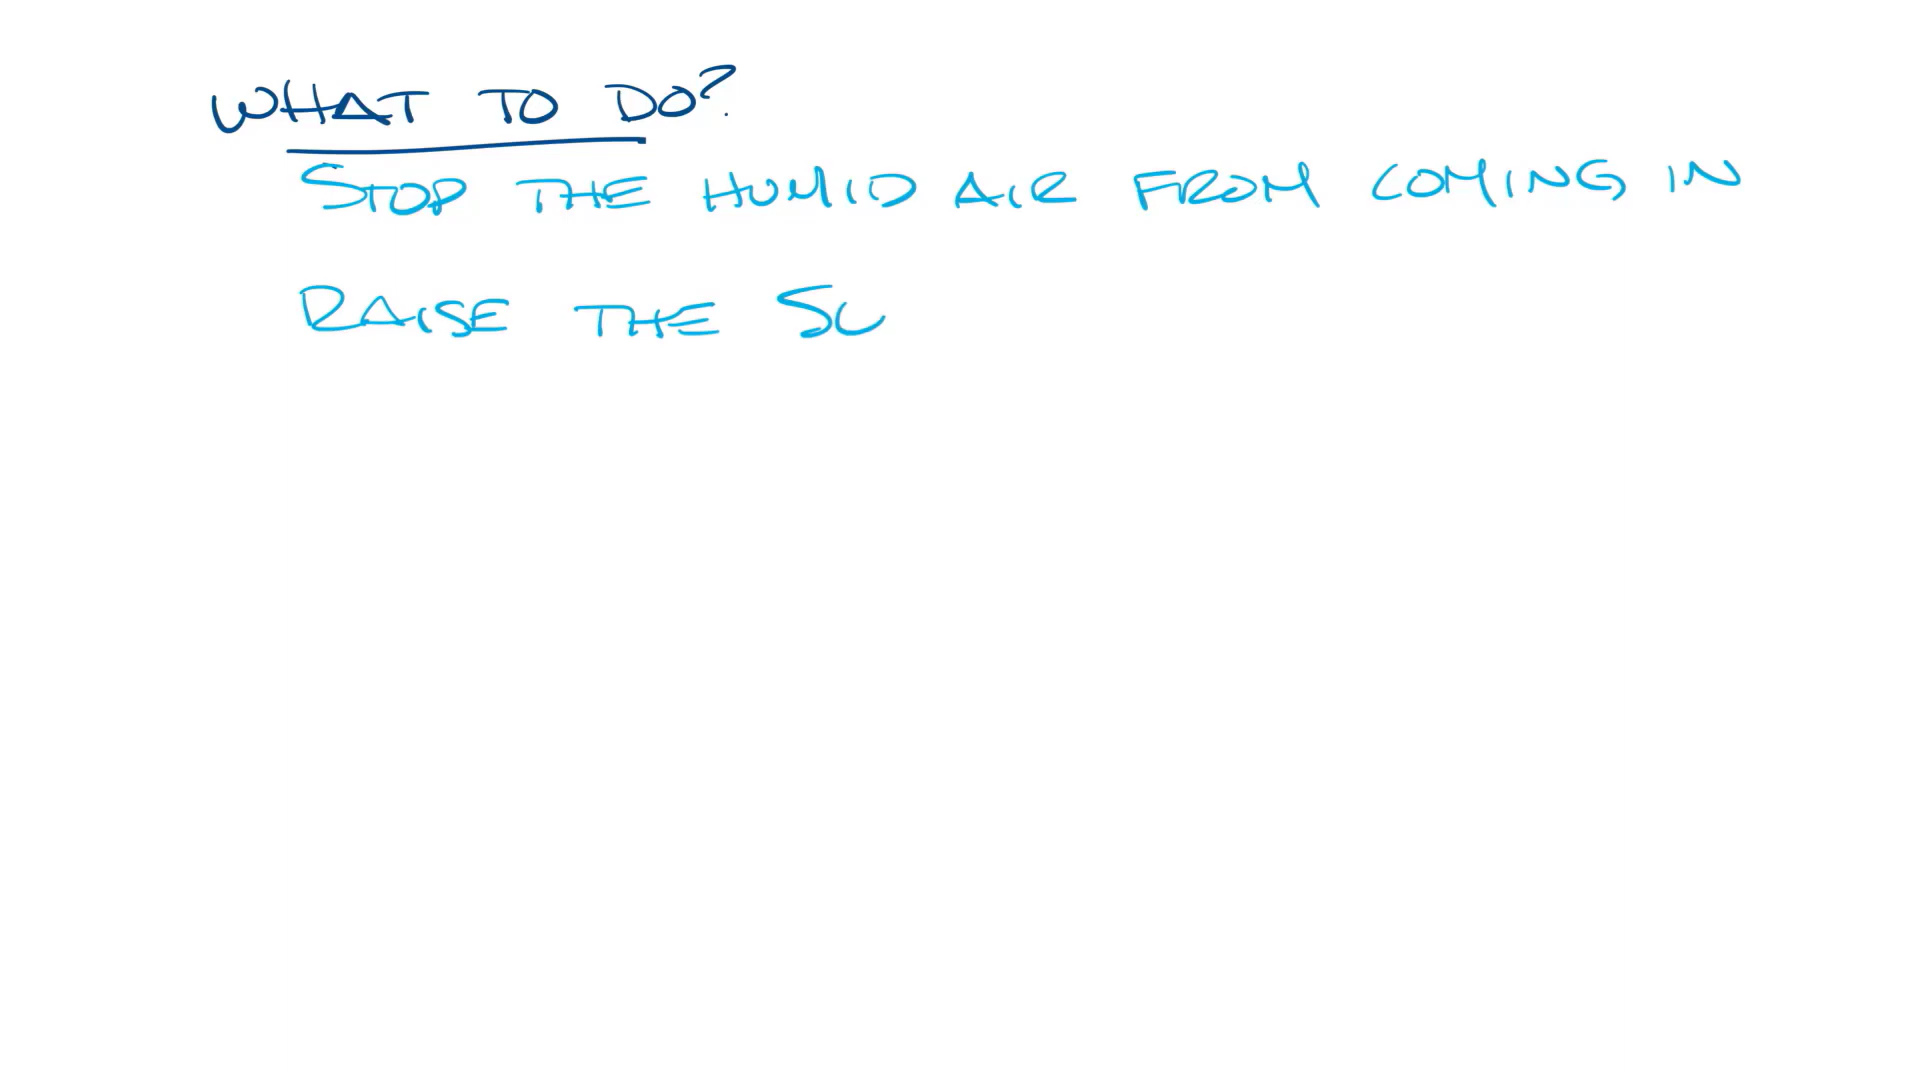 WHAT TO DO?
STOP THE HUMID AIR FROM COMING IN
RAISE THE SU